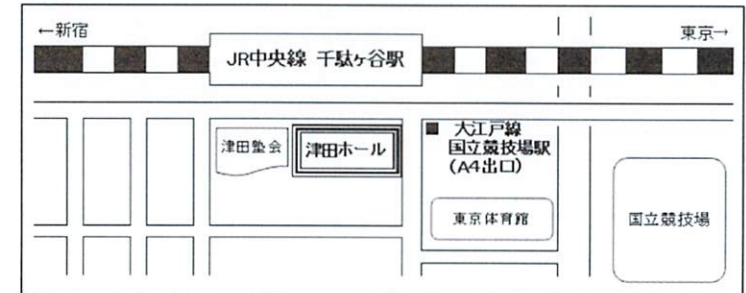 ←新宿
東京→
JR中央線 千駄ヶ谷駅
津田塾会
津田ホール
■ 大江戸線
国立競技場駅
(A4出口)
東京体育館
国立競技場